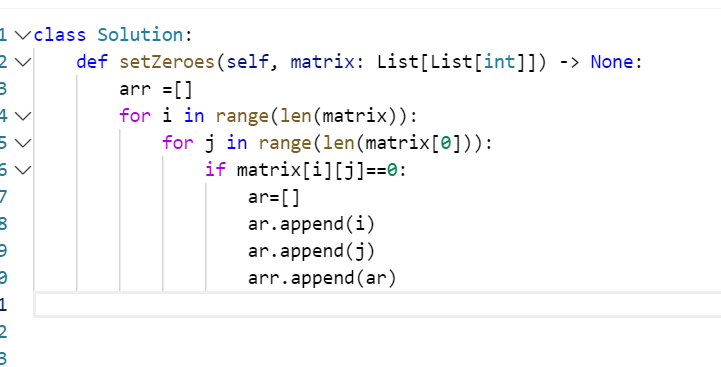 1 class Solution:
2 def setZeroes(self, matrix: List[List[int]]) -> None:
3 arr =[]
4 for i in range(len(matrix)):
5 for j in range(len(matrix[0])):
6 if matrix[i][j]==0:
7 ar=[]
8 ar.append(i)
9 ar.append(j)
0 arr.append(ar)
1
2
3